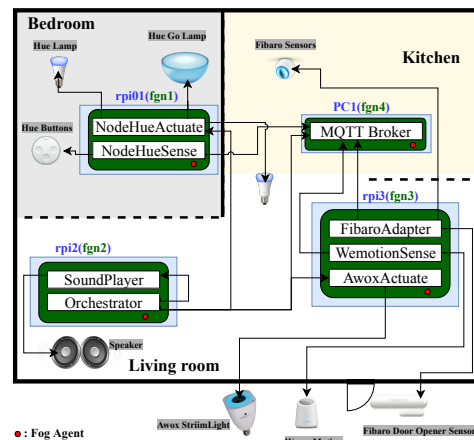 Bedroom
Hue Go Lamp
Hue Lamp
Fibaro Sensors
Kitchen
rpi01(fgn1)
NodeHueActuate
NodeHueSense
Hue Buttons
PC1(fgn4)
MQTT Broker
rpi3(fgn3)
FibaroAdapter
WemotionSense
AwoxActuate
rpi2(fgn2)
SoundPlayer
Orchestrator
Speaker
Living room
Awox StriimLight
Fibaro Door Opener Sensor
: Fog Agent